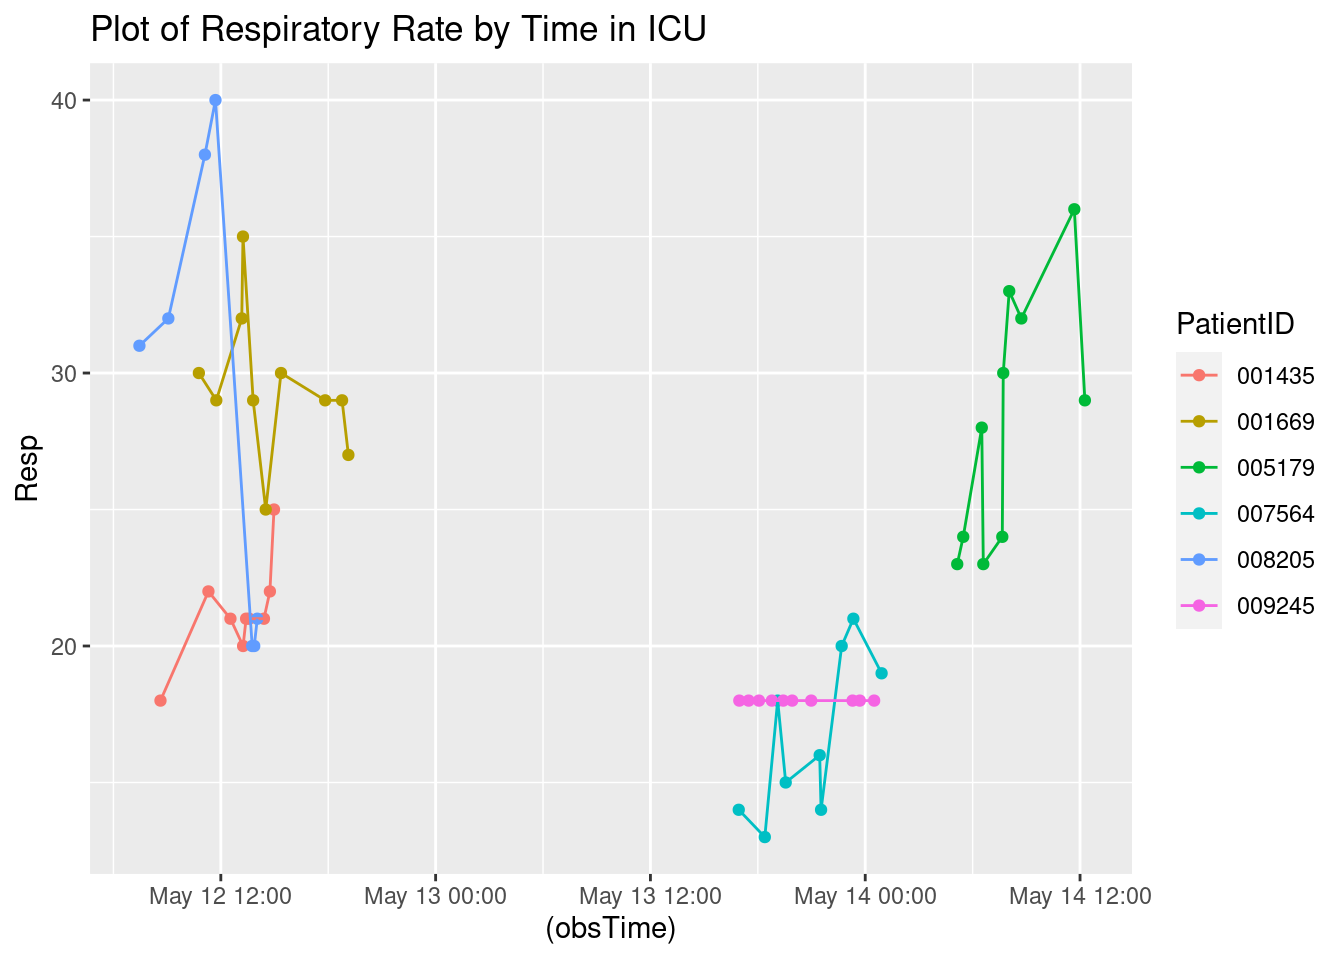 Plot of Respiratory Rate by Time in ICU
40
30
20
Resp
May 12 12:00
May 13 00:00
May 13 12:00
May 14 00:00
May 14 12:00
(obsTime)
PatientID
001435
001669
005179
007564
008205
009245